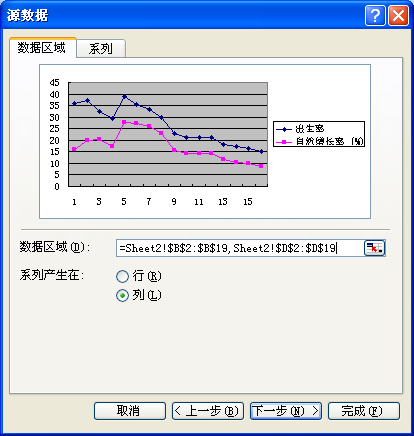 源数据
数据区域 系列
45
40
35
30
25
20
15
10
5
0
1 3 5 7 9 11 13 15
出生率
自然增长率 (%)
数据区域(D): =Sheet2!$B$2:$B$19,Sheet2!$D$2:$D$19
系列产生在: 行(R)
列(L)
取消 < 上一步(B) 下一步(N) > 完成(F)